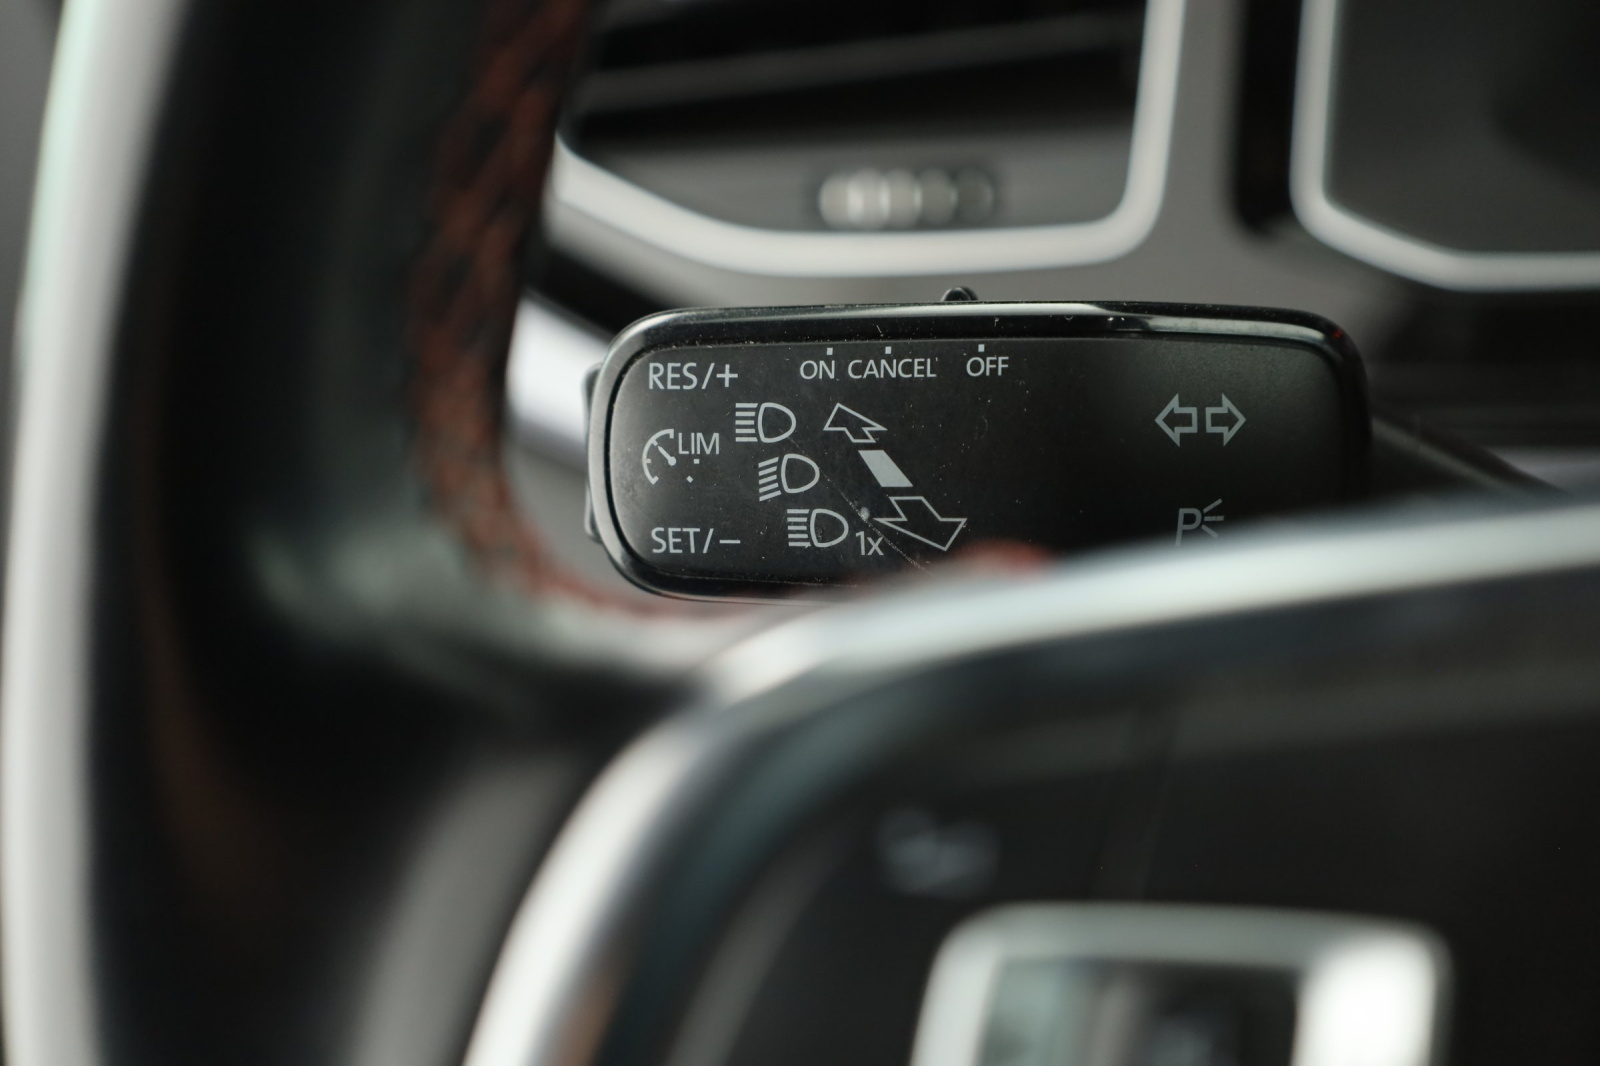 RES/+ ON CANCEL OFF
LIM
SET/− 1x P